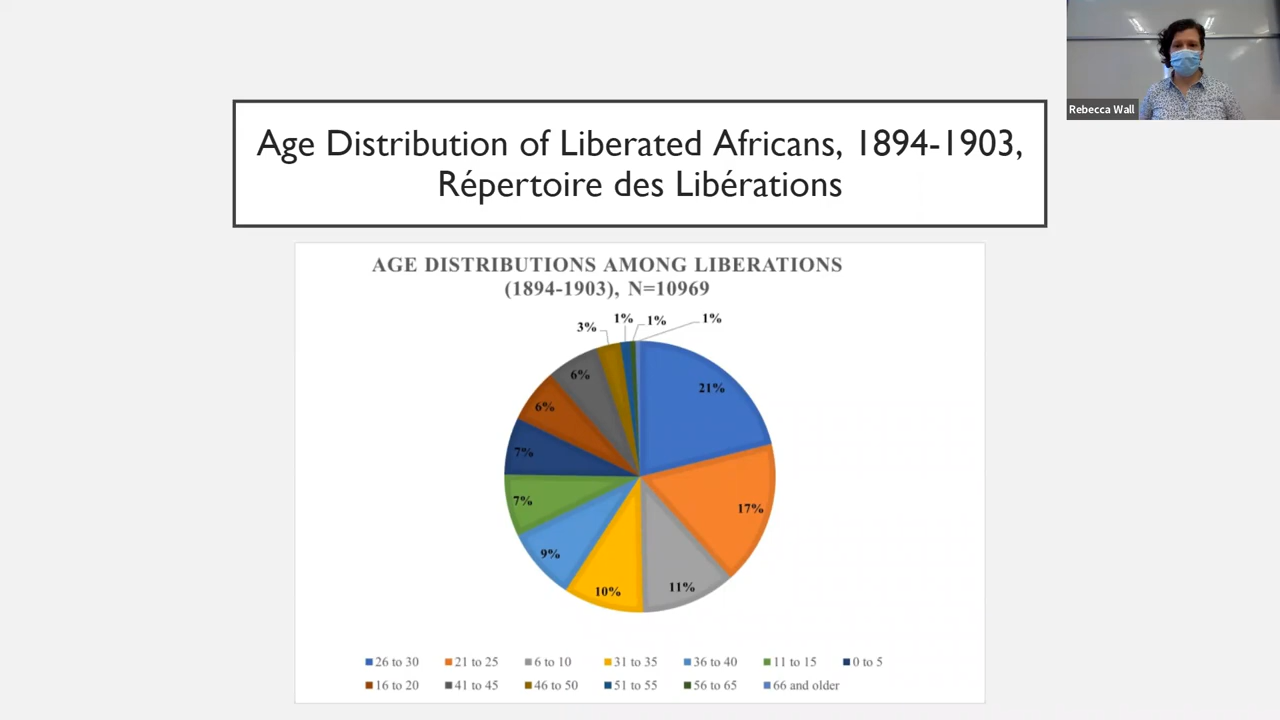 Rebecca Wall
Age Distribution of Liberated Africans, 1894-1903,
Répertoire des Libérations
AGE DISTRIBUTIONS AMONG LIBERATIONS
(1894-1903), N=10969
3%
1%
1%
1%
21%
17%
11%
10%
9%
7%
7%
6%
6%
26 to 30 21 to 25 6 to 10 31 to 35 36 to 40 11 to 15 0 to 5
16 to 20 41 to 45 46 to 50 51 to 55 56 to 65 66 and older